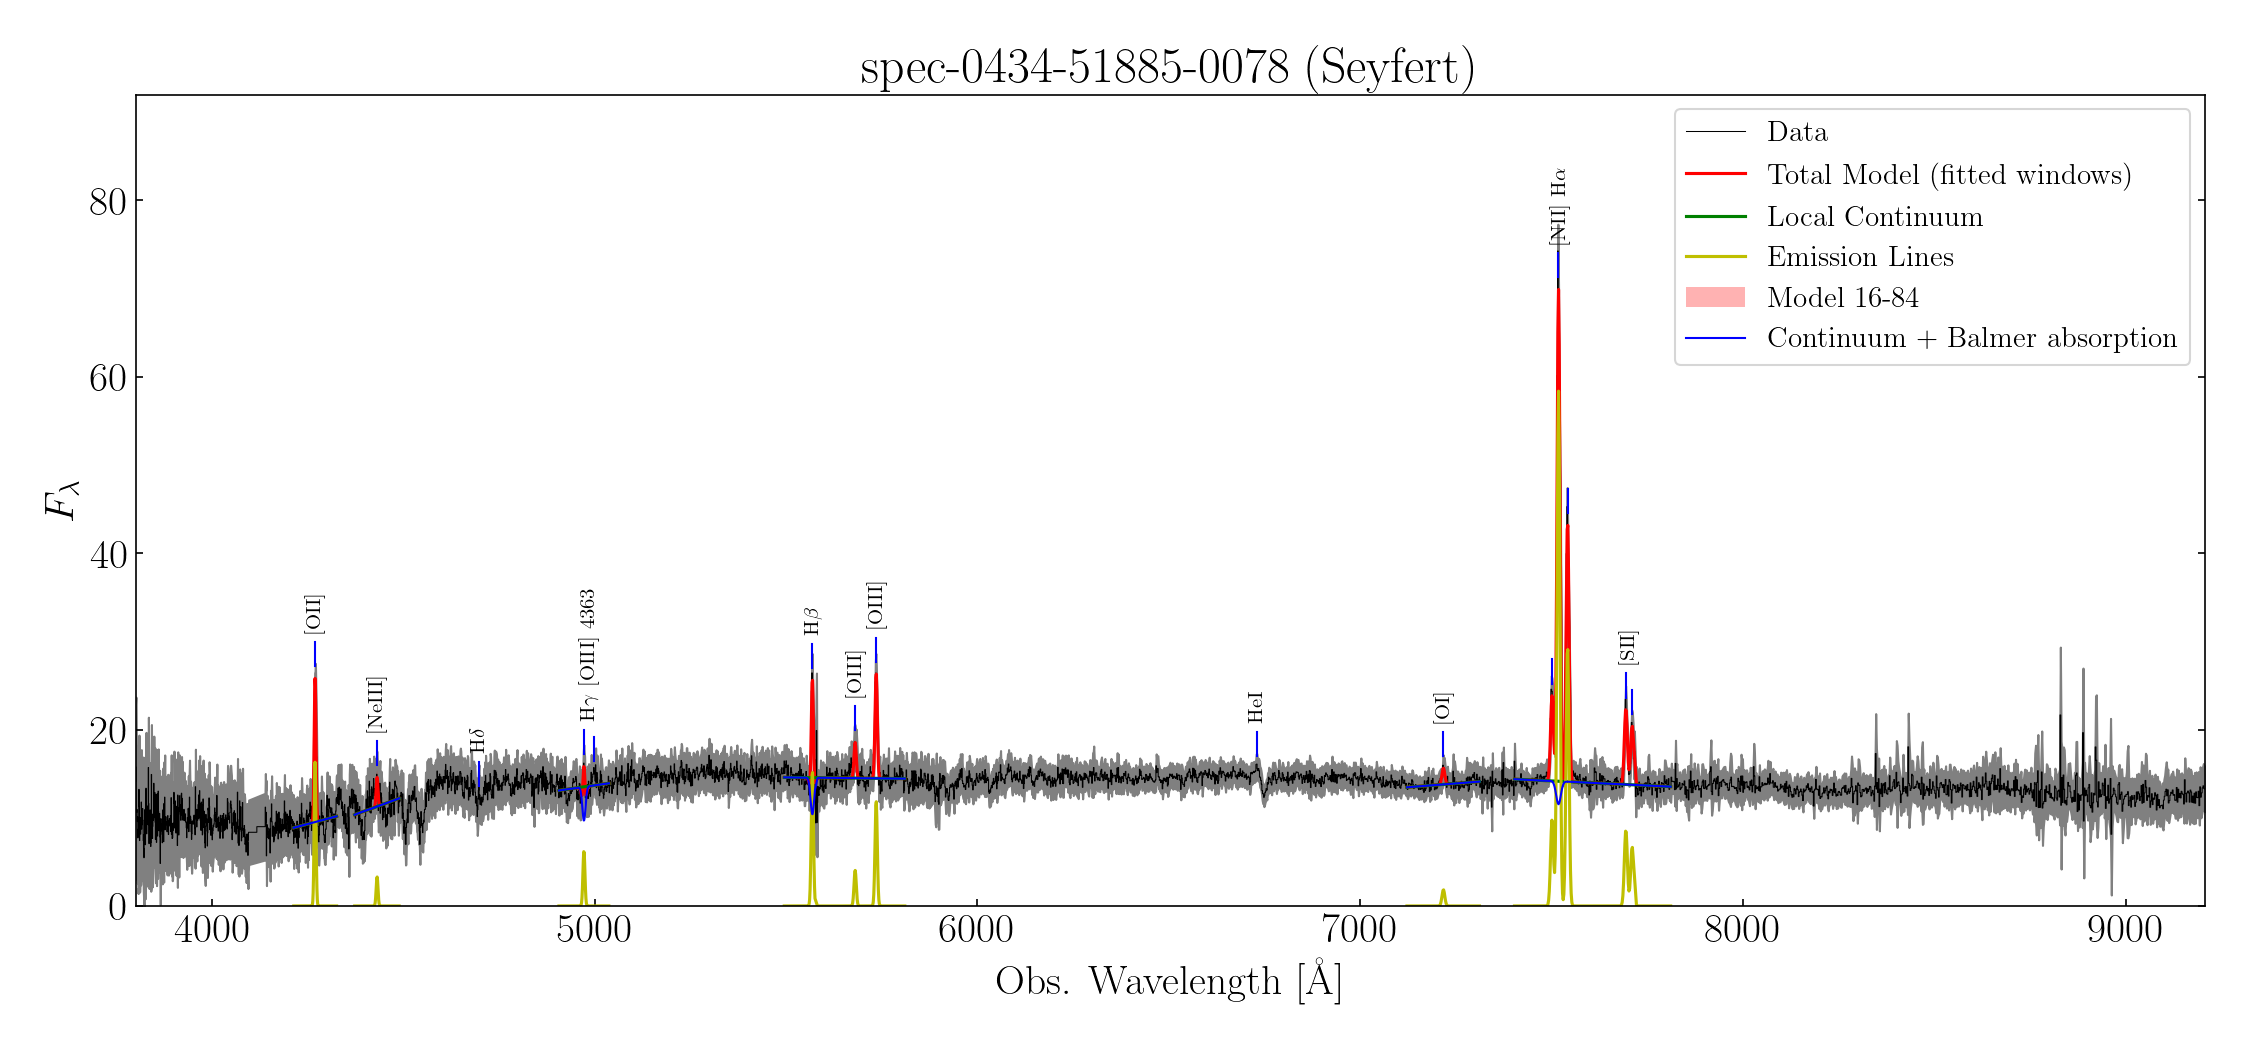 spec-0434-51885-0078 (Seyfert)
Data
Total Model (fitted windows)
Local Continuum
Emission Lines
Model 16-84
Continuum + Balmer absorption
[OII]
[NeIII]
Hδ
Hγ [OIII] 4363
Hβ
[OIII]
[OIII]
HeI
[OI]
[NII] Hα
[SII]
Fλ
80
60
40
20
0
4000
5000
6000
7000
8000
9000
Obs. Wavelength [Å]